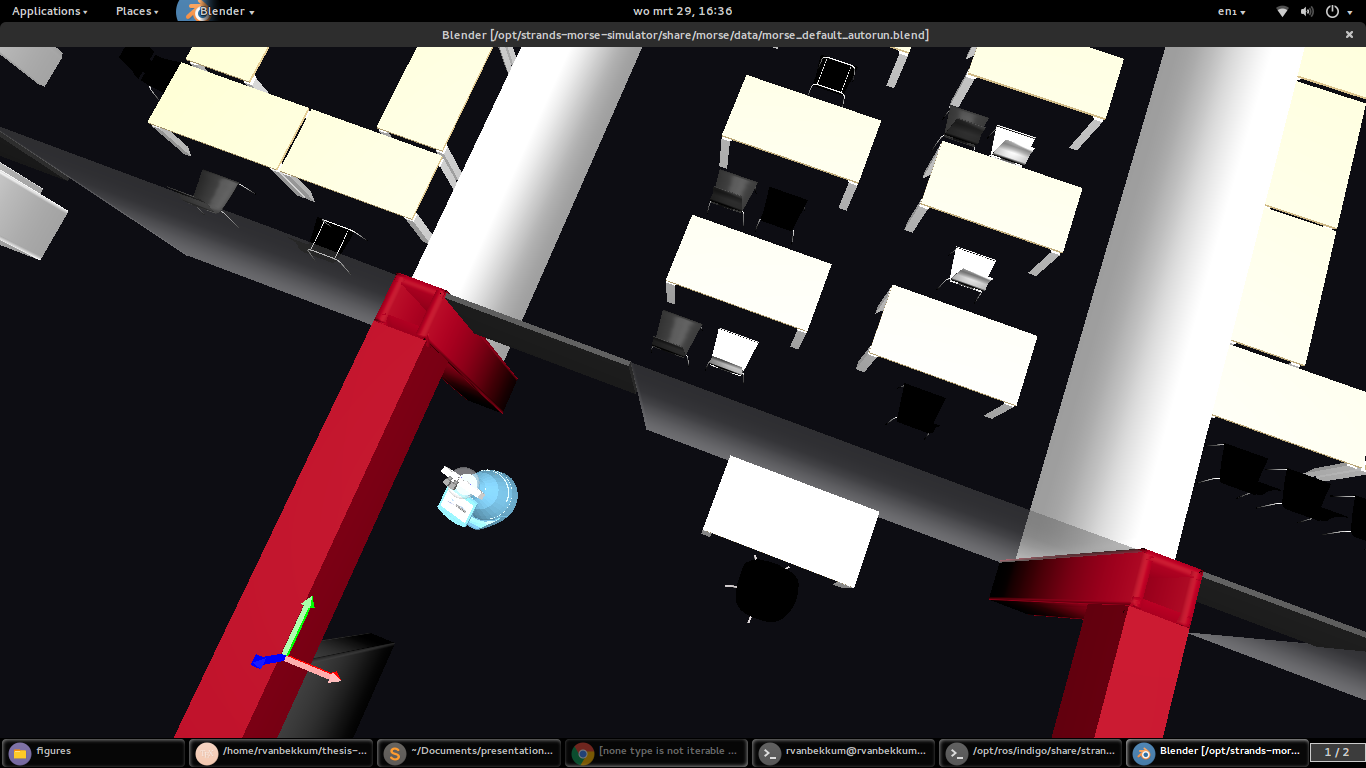 Applications Places Blender wo mrt 29, 16:36 en₁
Blender [/opt/strands-morse-simulator/share/morse/data/morse_default_autorun.blend] ×
figures /home/rvanbekkum/thesis-... ~/Documents/presentation... [none type is not iterable ... rvanbekkum@rvanbekkum... /opt/ros/indigo/share/stran... Blender [/opt/strands-mor... 1 / 2